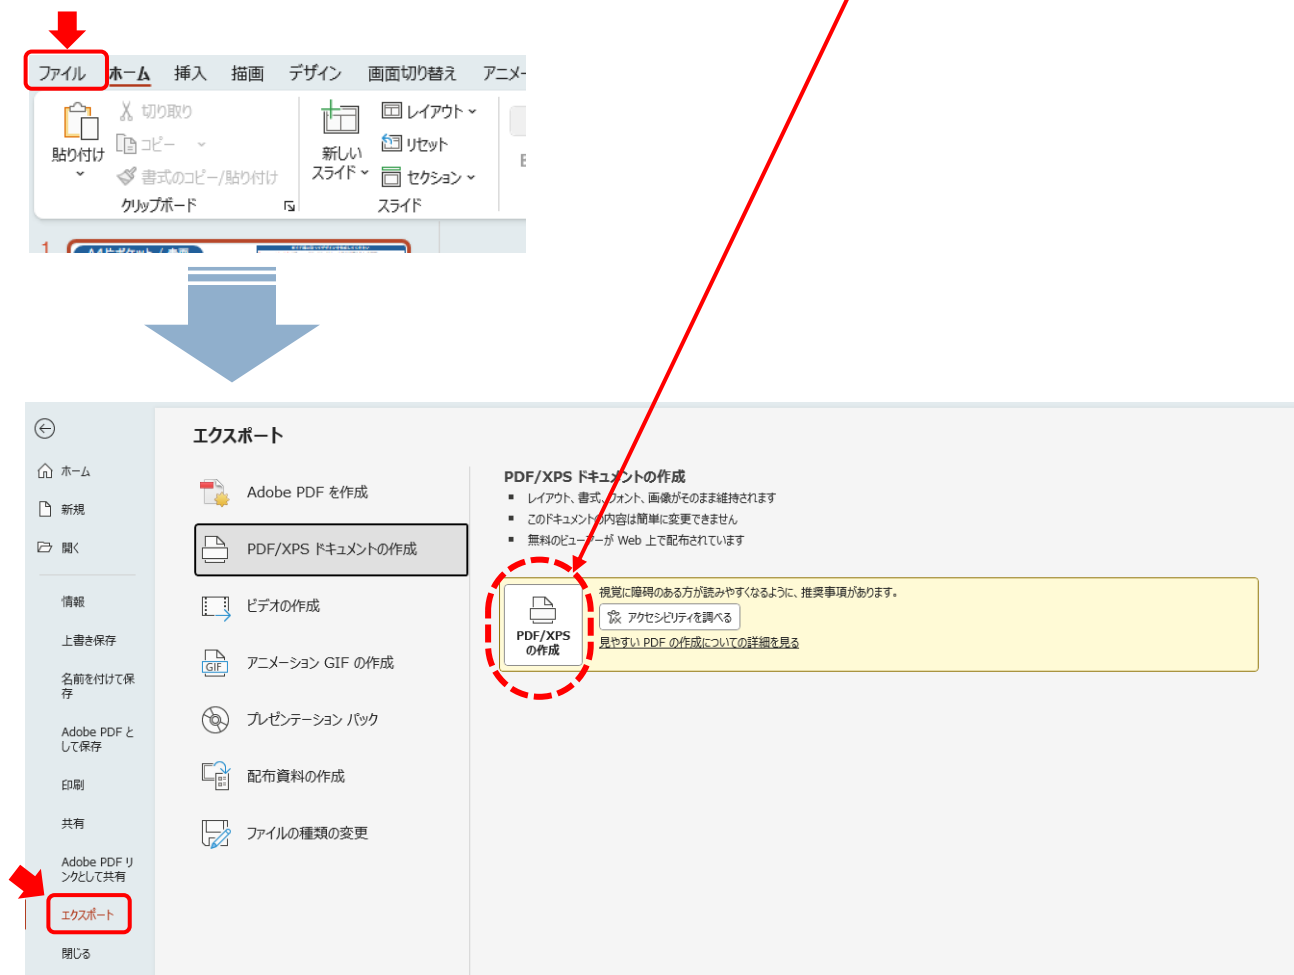 ファイル ホーム 挿入 描画 デザイン 画面切り替え アニメー
貼り付け
切り取り
コピー
書式のコピー/貼り付け
クリップボード
新しい
スライド
レイアウト
リセット
セクション
スライド
1
A4片ポケット / 表面
ホーム
新規
開く
情報
上書き保存
名前を付けて保
存
Adobe PDF と
して保存
印刷
共有
Adobe PDF リ
ンクとして共有
エクスポート
閉じる
エクスポート
Adobe PDF を作成
PDF/XPS ドキュメントの作成
ビデオの作成
GIF
アニメーション GIF の作成
プレゼンテーション パック
配布資料の作成
ファイルの種類の変更
PDF/XPS ドキュメントの作成
▪ レイアウト、書式、フォント、画像がそのまま維持されます
▪ このドキュメントの内容は簡単に変更できません
▪ 無料のビューアーが Web 上で配布されています
PDF/XPS
の作成
視覚に障碍のある方が読みやすくなるように、推奨事項があります。
アクセシビリティを調べる
見やすい PDF の作成についての詳細を見る